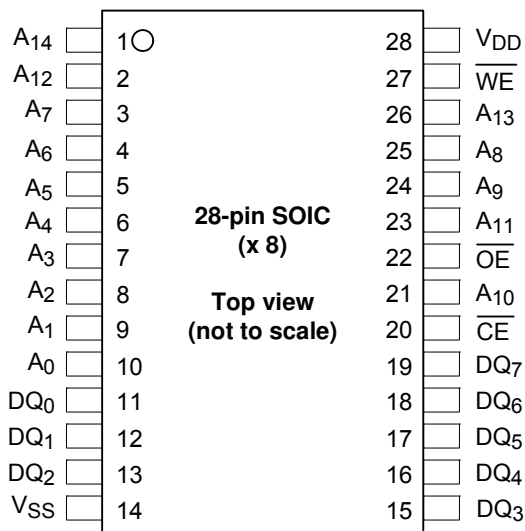 A14 1 28 VDD
A12 2 27 W̅E̅
A7 3 26 A13
A6 4 25 A8
A5 5 24 A9
A4 6 28-pin SOIC 23 A11
A3 7 (x 8) 22 O̅E̅
A2 8 Top view 21 A10
A1 9 (not to scale) 20 C̅E̅
A0 10 19 DQ7
DQ0 11 18 DQ6
DQ1 12 17 DQ5
DQ2 13 16 DQ4
VSS 14 15 DQ3